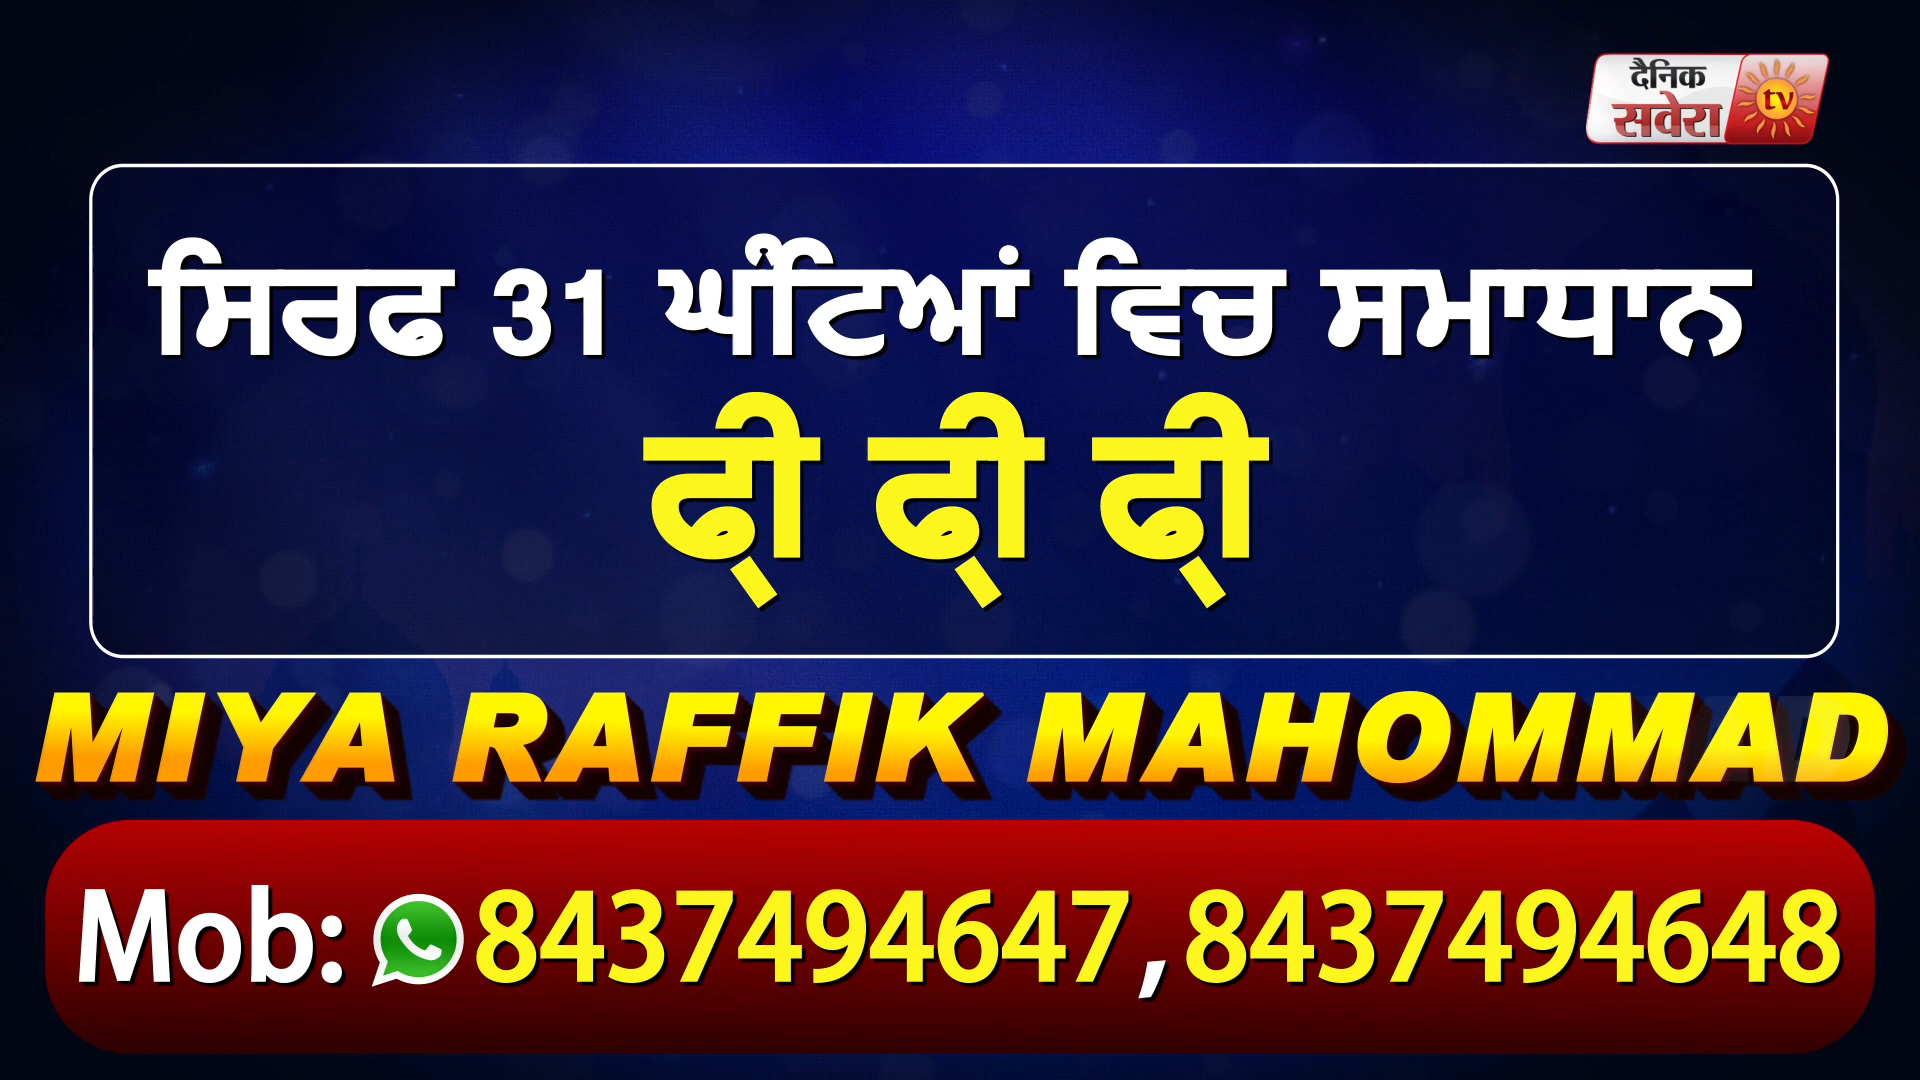 दैनिक
सवेरा tv
ਸਿਰਫ 31 ਘੰਟਿਆਂ ਵਿਚ ਸਮਾਧਾਨ
ਫ੍ਰੀ ਫ੍ਰੀ ਫ੍ਰੀ
MIYA RAFFIK MAHOMMAD
Mob: 8437494647, 8437494648